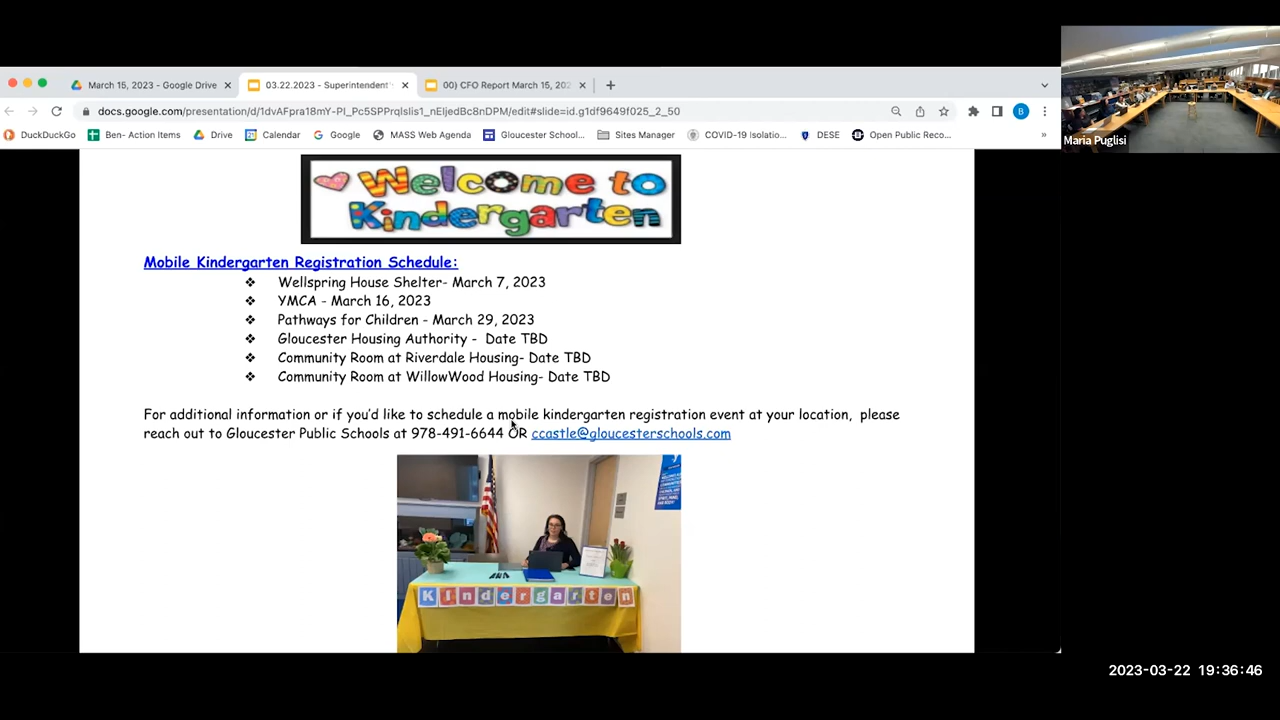 March 15, 2023 - Google Drive
03.22.2023 - Superintendent'
00) CFO Report March 15, 202
docs.google.com/presentation/d/1dvAFpra18mY-PI_Pc5SPPrqlslis1_nEljedBc8nDPM/edit#slide=id.g1df9649f025_2_50
B
DuckDuckGo
Ben- Action Items
Drive
Calendar
Google
MASS Web Agenda
Gloucester School...
Sites Manager
COVID-19 Isolatio...
DESE
Open Public Reco...
»
Maria Puglisi
Welcome to
Kindergarten
Mobile Kindergarten Registration Schedule:
❖ Wellspring House Shelter- March 7, 2023
❖ YMCA - March 16, 2023
❖ Pathways for Children - March 29, 2023
❖ Gloucester Housing Authority - Date TBD
❖ Community Room at Riverdale Housing- Date TBD
❖ Community Room at WillowWood Housing- Date TBD
For additional information or if you'd like to schedule a mobile kindergarten registration event at your location, please
reach out to Gloucester Public Schools at 978-491-6644 OR ccastle@gloucesterschools.com
Kindergarten
2023-03-22 19:36:46